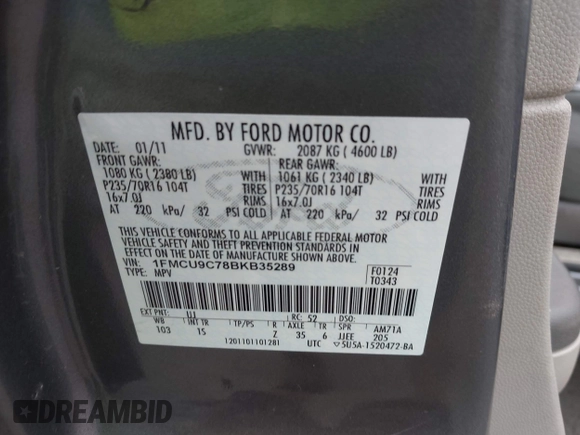 MFD. BY FORD MOTOR CO.
DATE: 01/11 GVWR: 2087 KG ( 4600 LB)
FRONT GAWR: REAR GAWR:
1080 KG ( 2380 LB) WITH 1061 KG ( 2340 LB) WITH
P235/70R16 104T TIRES P235/70R16 104T TIRES
16x7.0J RIMS 16x7.0J RIMS
AT 220 kPa/ 32 PSI COLD AT 220 kPa/ 32 PSI COLD
THIS VEHICLE CONFORMS TO ALL APPLICABLE FEDERAL MOTOR
VEHICLE SAFETY AND THEFT PREVENTION STANDARDS IN
EFFECT ON THE DATE OF MANUFACTURE SHOWN ABOVE.
VIN: 1FMCU9C78BKB35289 F0124
TYPE: MPV T0343
EXT PNT: UJ RC: 52 DSO:
WB INT TR TP/PS R AXLE TR SPR AM71A
103 15 Z 35 6 JJEE 205
1201101101281 UTC 5U5A-1520472-BA
DREAMBID